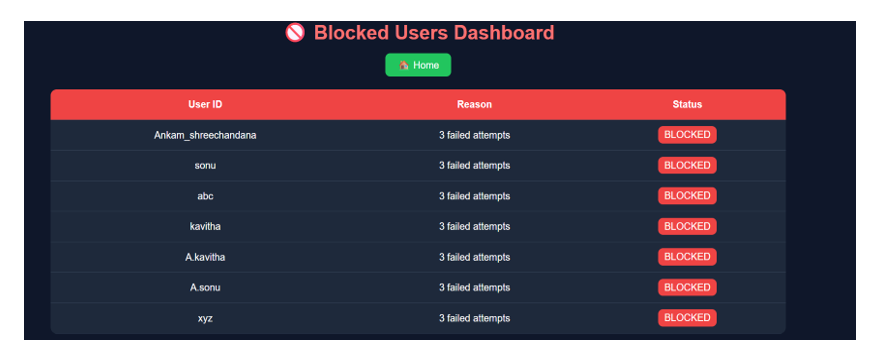 Blocked Users Dashboard
Home
User ID Reason Status
Ankam_shreechandana 3 failed attempts BLOCKED
sonu 3 failed attempts BLOCKED
abc 3 failed attempts BLOCKED
kavitha 3 failed attempts BLOCKED
A.kavitha 3 failed attempts BLOCKED
A.sonu 3 failed attempts BLOCKED
xyz 3 failed attempts BLOCKED